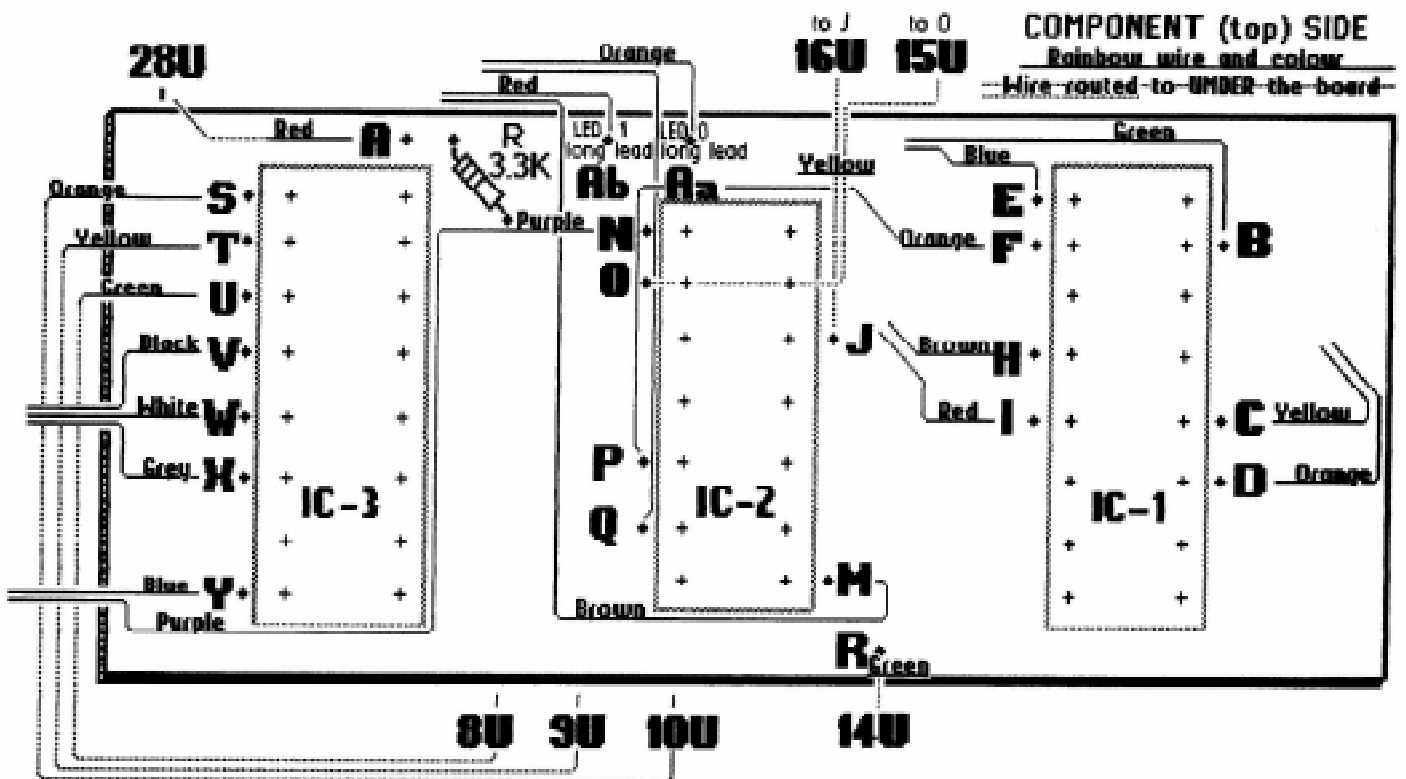 to J
to O
COMPONENT (top) SIDE
28U
Orange
16U
15U
Rainbow wire and colour
Red
Wire routed to UNDER the board
Red
A
R
3.3K
LED 1
long lead
LED 0
long lead
Green
Yellow
Blue
Orange
S
Ab
Aa
E
Yellow
T
Purple
N
Orange
F
B
Green
U
O
Black
V
J
Brown
H
White
W
Red
I
C
Yellow
Grey
X
P
D
Orange
IC-3
IC-2
IC-1
Q
Blue
Y
M
Purple
Brown
R
Green
8U
9U
10U
14U